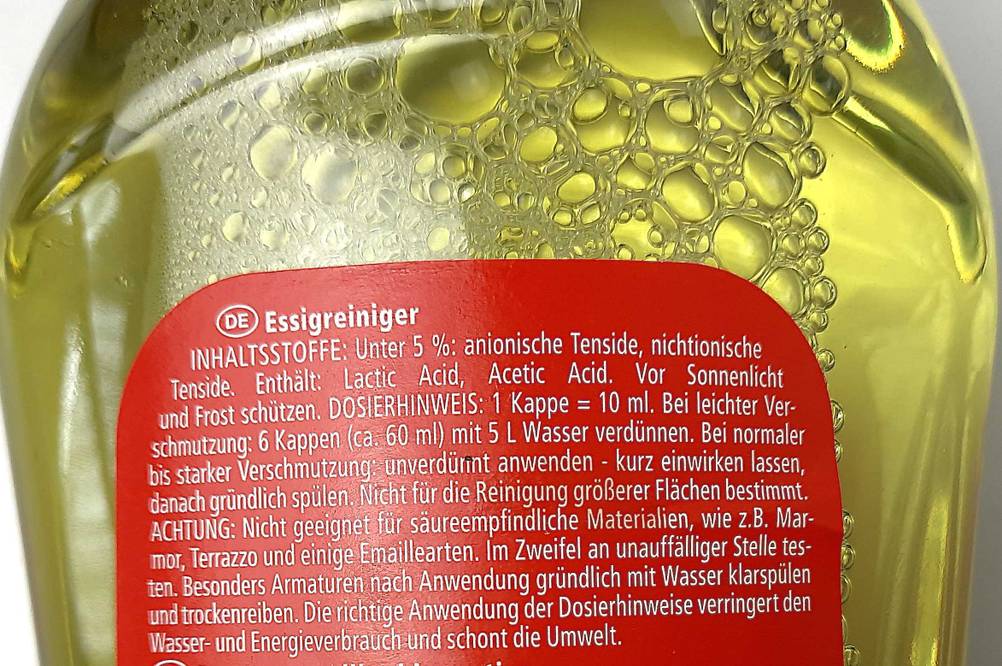 DE Essigreiniger
INHALTSSTOFFE: Unter 5 %: anionische Tenside, nichtionische
Tenside. Enthält: Lactic Acid, Acetic Acid. Vor Sonnenlicht
und Frost schützen. DOSIERHINWEIS: 1 Kappe = 10 ml. Bei leichter Ver-
schmutzung: 6 Kappen (ca. 60 ml) mit 5 L Wasser verdünnen. Bei normaler
bis starker Verschmutzung: unverdünnt anwenden - kurz einwirken lassen,
danach gründlich spülen. Nicht für die Reinigung größerer Flächen bestimmt.
ACHTUNG: Nicht geeignet für säureempfindliche Materialien, wie z.B. Mar-
mor, Terrazzo und einige Emaillearten. Im Zweifel an unauffälliger Stelle tes-
ten. Besonders Armaturen nach Anwendung gründlich mit Wasser klarspülen
und trockenreiben. Die richtige Anwendung der Dosierhinweise verringert den
Wasser- und Energieverbrauch und schont die Umwelt.